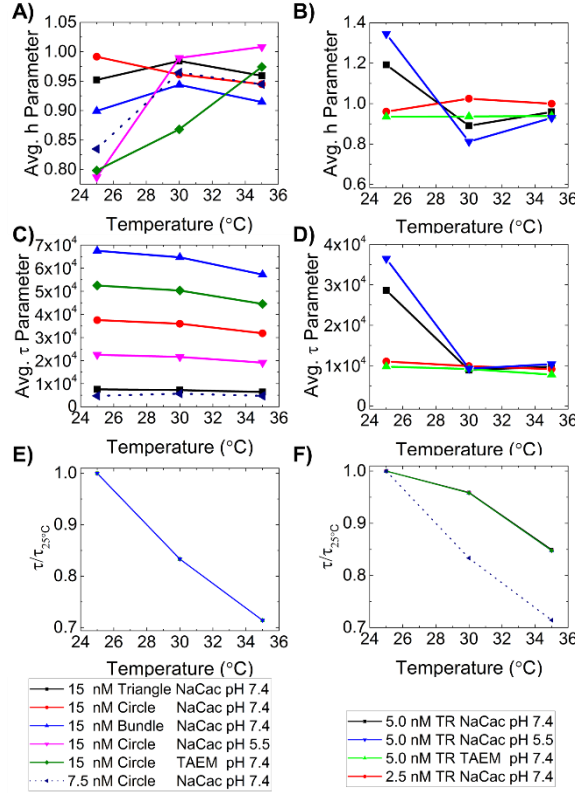 A)
B)
1.05
1.00
0.95
0.90
0.85
0.80
Avg. h Parameter
24 26 28 30 32 34 36
Temperature (°C)
1.4
1.2
1.0
0.8
0.6
Avg. h Parameter
24 26 28 30 32 34 36
Temperature (°C)
C)
D)
7x10⁴
6x10⁴
5x10⁴
4x10⁴
3x10⁴
2x10⁴
1x10⁴
0
Avg. τ Parameter
24 26 28 30 32 34 36
Temperature (°C)
4x10⁴
3x10⁴
2x10⁴
1x10⁴
0
Avg. τ Parameter
24 26 28 30 32 34 36
Temperature (°C)
E)
F)
1.0
0.9
0.8
0.7
τ/τ25°C
24 26 28 30 32 34 36
Temperature (°C)
1.0
0.9
0.8
0.7
τ/τ25°C
24 26 28 30 32 34 36
Temperature (°C)
15 nM Triangle NaCac pH 7.4
15 nM Circle NaCac pH 7.4
15 nM Bundle NaCac pH 7.4
15 nM Circle NaCac pH 5.5
15 nM Circle TAEM pH 7.4
7.5 nM Circle NaCac pH 7.4
5.0 nM TR NaCac pH 7.4
5.0 nM TR NaCac pH 5.5
5.0 nM TR TAEM pH 7.4
2.5 nM TR NaCac pH 7.4